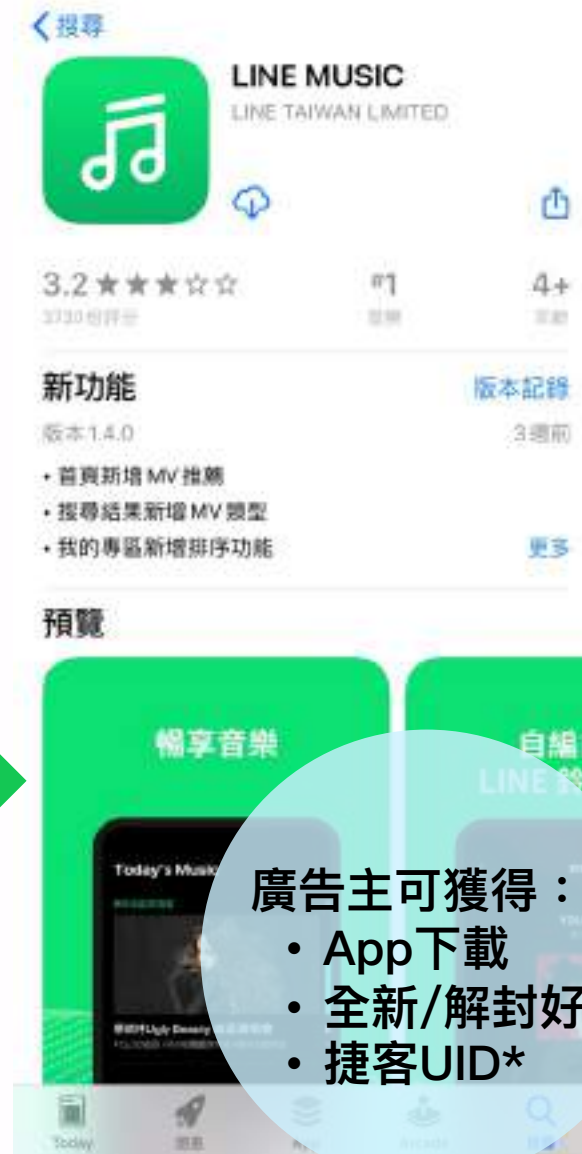 搜尋
LINE MUSIC
LINE TAIWAN LIMITED
3.2★★★☆☆
#1
4+
新功能
版本記錄
版本 1.4.0
3 週前
• 首頁新增 MV 推薦
• 搜尋結果新增 MV 類型
• 我的專區新增排序功能
更多
預覽
暢享音樂
自編
LINE
Today's Music
廣告主可獲得：
• App下載
• 全新/解封好
• 捷客UID*
Today